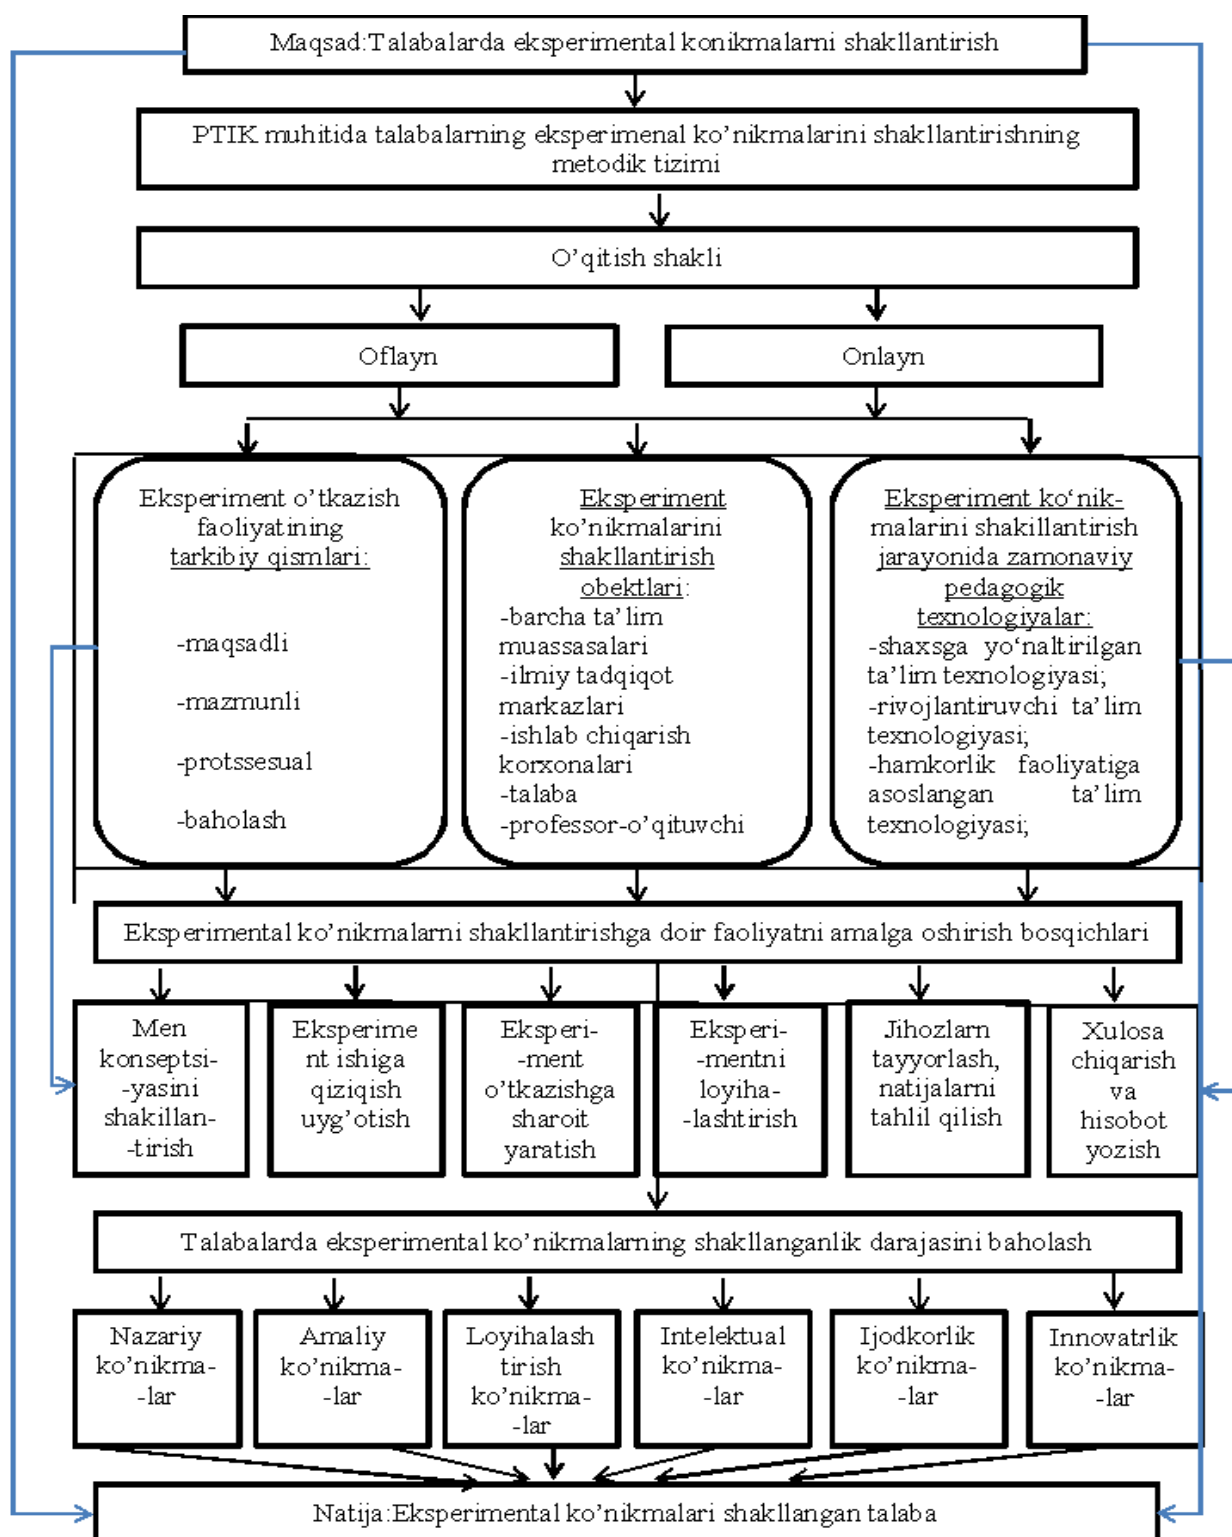 Maqsad:Talabalarda eksperimental konikmalarni shakllantirish
PTIK muhitida talabalarning eksperimenal ko’nikmalarini shakllantirishning
metodik tizimi
O’qitish shakli
Oflayn
Onlayn
Eksperiment o’tkazish
faoliyatining
tarkibiy qismlari:
-maqsadli
-mazmunli
-protssesual
-baholash
Eksperiment
ko’nikmalarini
shakllantirish
obektlari:
-barcha ta’lim
muassasalari
-ilmiy tadqiqot
markazlari
-ishlab chiqarish
korxonalari
-talaba
-professor-o’qituvchi
Eksperiment ko‘nik-
malarini shakillantirish
jarayonida zamonaviy
pedagogik
texnologiyalar:
-shaxsga yo‘naltirilgan
ta’lim texnologiyasi;
-rivojlantiruvchi ta’lim
texnologiyasi;
-hamkorlik faoliyatiga
asoslangan ta’lim
texnologiyasi;
Eksperimental ko’nikmalarni shakllantirishga doir faoliyatni amalga oshirish bosqichlari
Men
konseptsi-
-yasini
shakillan-
-tirish
Eksperime
nt ishiga
qiziqish
uyg’otish
Eksperi-
-ment
o’tkazishga
sharoit
yaratish
Eksperi-
-mentni
loyiha-
-lashtirish
Jihozlarn
tayyorlash,
natijalarni
tahlil qilish
Xulosa
chiqarish
va
hisobot
yozish
Talabalarda eksperimental ko’nikmalarning shakllanganlik darajasini baholash
Nazariy
ko’nikma-
-lar
Amaliy
ko’nikma-
-lar
Loyihalash
tirish
ko’nikma-
-lar
Intelektual
ko’nikma-
-lar
Ijodkorlik
ko’nikma-
-lar
Innovatrlik
ko’nikma-
-lar
Natija:Eksperimental ko’nikmalari shakllangan talaba